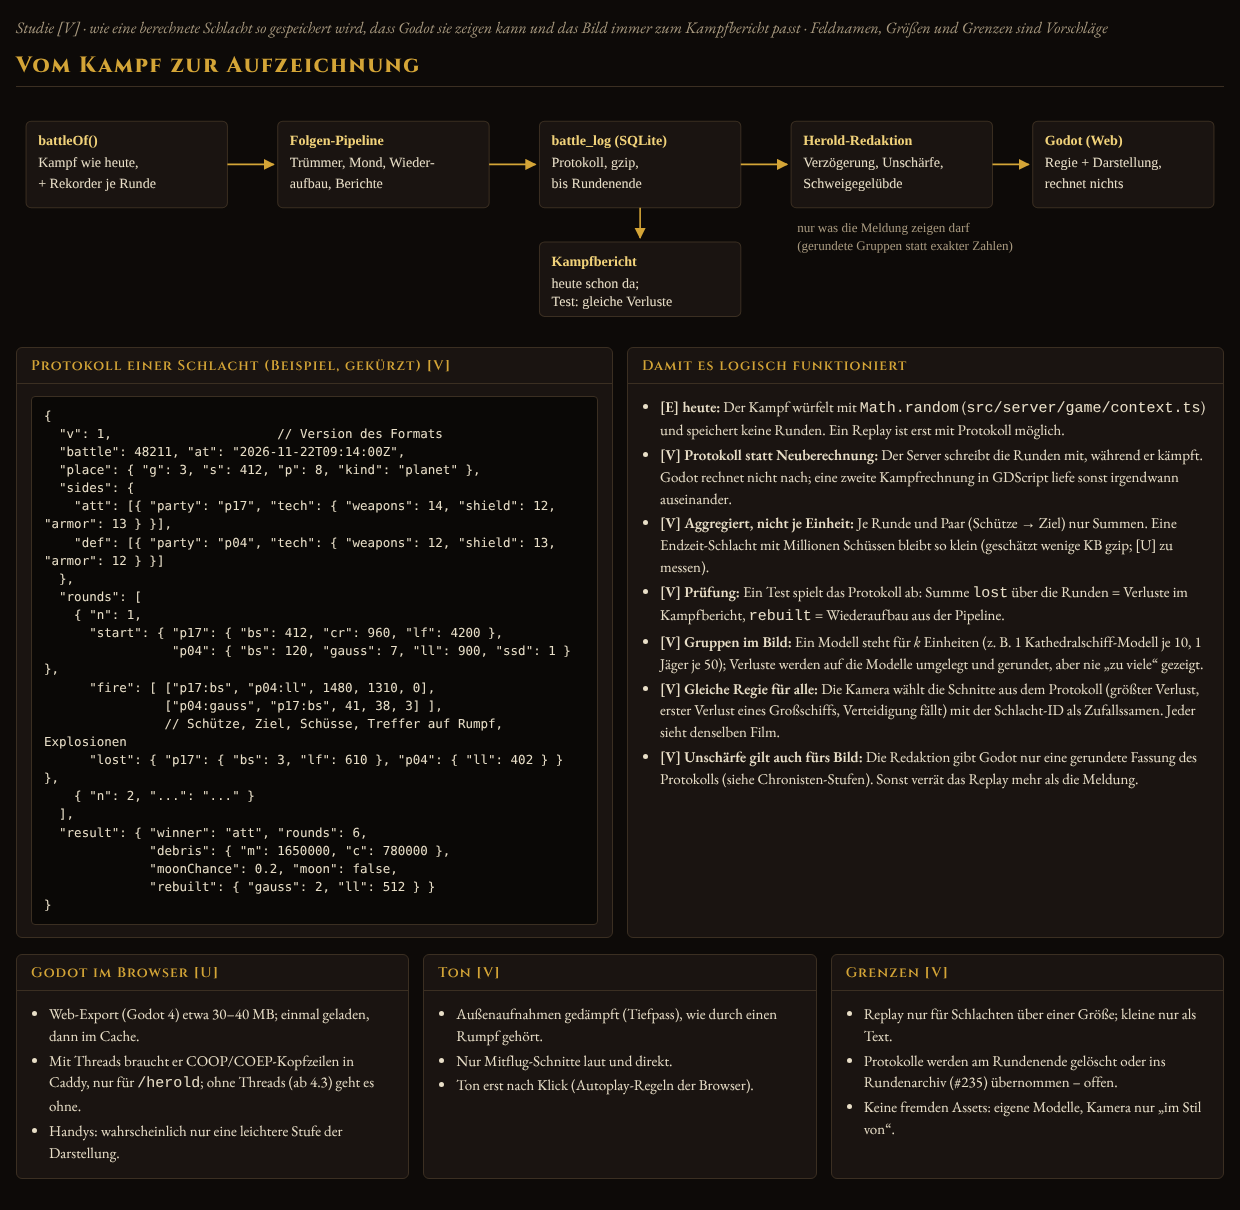 Studie [V] · wie eine berechnete Schlacht so gespeichert wird, dass Godot sie zeigen kann und das Bild immer zum Kampfbericht passt · Feldnamen, Größen und Grenzen sind Vorschläge
Vom Kampf zur Aufzeichnung
battleOf()
Kampf wie heute,
+ Rekorder je Runde
Folgen-Pipeline
Trümmer, Mond, Wieder-
aufbau, Berichte
battle_log (SQLite)
Protokoll, gzip,
bis Rundenende
Herold-Redaktion
Verzögerung, Unschärfe,
Schweigegelübde
Godot (Web)
Regie + Darstellung,
rechnet nichts
nur was die Meldung zeigen darf
(gerundete Gruppen statt exakter Zahlen)
Kampfbericht
heute schon da;
Test: gleiche Verluste
Protokoll einer Schlacht (Beispiel, gekürzt) [V]
{
"v": 1, // Version des Formats
"battle": 48211, "at": "2026-11-22T09:14:00Z",
"place": { "g": 3, "s": 412, "p": 8, "kind": "planet" },
"sides": {
"att": [{ "party": "p17", "tech": { "weapons": 14, "shield": 12,
"armor": 13 } }],
"def": [{ "party": "p04", "tech": { "weapons": 12, "shield": 13,
"armor": 12 } }]
},
"rounds": [
{ "n": 1,
"start": { "p17": { "bs": 412, "cr": 960, "lf": 4200 },
"p04": { "bs": 120, "gauss": 7, "ll": 900, "ssd": 1 }
},
"fire": [ ["p17:bs", "p04:ll", 1480, 1310, 0],
["p04:gauss", "p17:bs", 41, 38, 3] ],
// Schütze, Ziel, Schüsse, Treffer auf Rumpf,
Explosionen
"lost": { "p17": { "bs": 3, "lf": 610 }, "p04": { "ll": 402 } }
},
{ "n": 2, "...": "..." }
],
"result": { "winner": "att", "rounds": 6,
"debris": { "m": 1650000, "c": 780000 },
"moonChance": 0.2, "moon": false,
"rebuilt": { "gauss": 2, "ll": 512 } }
}
Damit es logisch funktioniert
• [E] heute: Der Kampf würfelt mit Math.random (src/server/game/context.ts)
und speichert keine Runden. Ein Replay ist erst mit Protokoll möglich.
• [V] Protokoll statt Neuberechnung: Der Server schreibt die Runden mit, während er kämpft.
Godot rechnet nicht nach; eine zweite Kampfrechnung in GDScript liefe sonst irgendwann
auseinander.
• [V] Aggregiert, nicht je Einheit: Je Runde und Paar (Schütze → Ziel) nur Summen. Eine
Endzeit-Schlacht mit Millionen Schüssen bleibt so klein (geschätzt wenige KB gzip; [U] zu
messen).
• [V] Prüfung: Ein Test spielt das Protokoll ab: Summe lost über die Runden = Verluste im
Kampfbericht, rebuilt = Wiederaufbau aus der Pipeline.
• [V] Gruppen im Bild: Ein Modell steht für k Einheiten (z. B. 1 Kathedralschiff-Modell je 10, 1
Jäger je 50); Verluste werden auf die Modelle umgelegt und gerundet, aber nie „zu viele“ gezeigt.
• [V] Gleiche Regie für alle: Die Kamera wählt die Schnitte aus dem Protokoll (größter Verlust,
erster Verlust eines Großschiffs, Verteidigung fällt) mit der Schlacht-ID als Zufallssamen. Jeder
sieht denselben Film.
• [V] Unschärfe gilt auch fürs Bild: Die Redaktion gibt Godot nur eine gerundete Fassung des
Protokolls (siehe Chronisten-Stufen). Sonst verrät das Replay mehr als die Meldung.
Godot im Browser [U]
• Web-Export (Godot 4) etwa 30–40 MB; einmal geladen,
dann im Cache.
• Mit Threads braucht er COOP/COEP-Kopfzeilen in
Caddy, nur für /herold; ohne Threads (ab 4.3) geht es
ohne.
• Handys: wahrscheinlich nur eine leichtere Stufe der
Darstellung.
Ton [V]
• Außenaufnahmen gedämpft (Tiefpass), wie durch einen
Rumpf gehört.
• Nur Mitflug-Schnitte laut und direkt.
• Ton erst nach Klick (Autoplay-Regeln der Browser).
Grenzen [V]
• Replay nur für Schlachten über einer Größe; kleine nur als
Text.
• Protokolle werden am Rundenende gelöscht oder ins
Rundenarchiv (#235) übernommen – offen.
• Keine fremden Assets: eigene Modelle, Kamera nur „im Stil
von“.